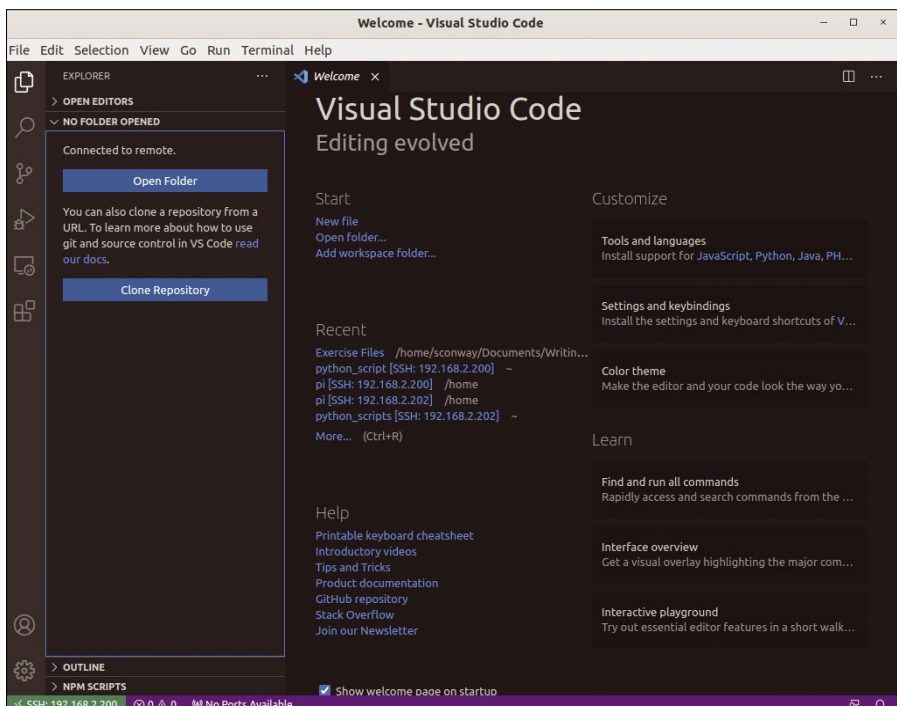 Welcome - Visual Studio Code
File Edit Selection View Go Run Terminal Help
EXPLORER
OPEN EDITORS
NO FOLDER OPENED
Connected to remote.
Open Folder
You can also clone a repository from a
URL. To learn more about how to use
git and source control in VS Code read
our docs.
Clone Repository
OUTLINE
NPM SCRIPTS
Welcome
Visual Studio Code
Editing evolved
Start
New file
Open folder...
Add workspace folder...
Recent
Exercise Files /home/sconway/Documents/Writin...
python_script [SSH: 192.168.2.200] ~
pi [SSH: 192.168.2.200] /home
pi [SSH: 192.168.2.202] /home
python_scripts [SSH: 192.168.2.202] ~
More... (Ctrl+R)
Help
Printable keyboard cheatsheet
Introductory videos
Tips and Tricks
Product documentation
GitHub repository
Stack Overflow
Join our Newsletter
Customize
Tools and languages
Install support for JavaScript, Python, Java, PH...
Settings and keybindings
Install the settings and keyboard shortcuts of V...
Color theme
Make the editor and your code look the way yo...
Learn
Find and run all commands
Rapidly access and search commands from the ...
Interface overview
Get a visual overlay highlighting the major com...
Interactive playground
Try out essential editor features in a short walk...
Show welcome page on startup
SSH: 192.168.2.200 0 0 No Ports Available